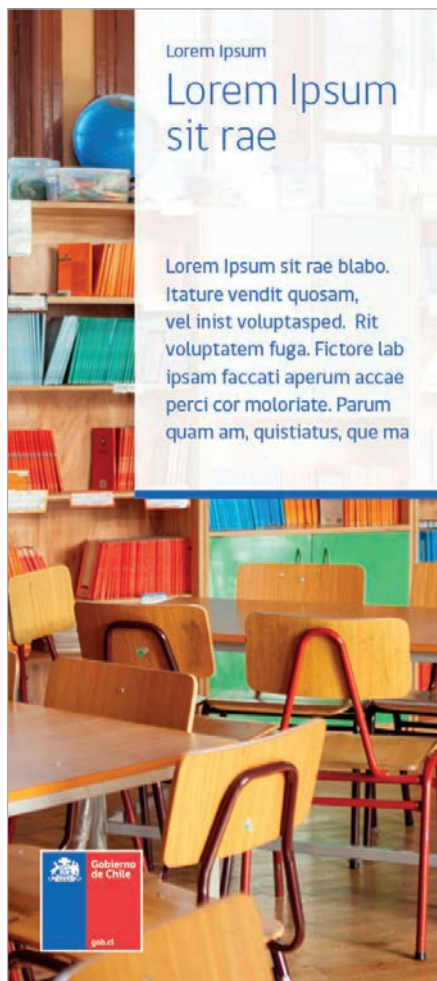 Lorem Ipsum
Lorem Ipsum
sit rae
Lorem Ipsum sit rae blabo.
Itature vendit quosam,
vel inist voluptasped. Rit
voluptatem fuga. Fictore lab
ipsam faccati aperum accae
perci cor moloriate. Parum
quam am, quistiatus, que ma
Gobierno
de Chile
gob.cl